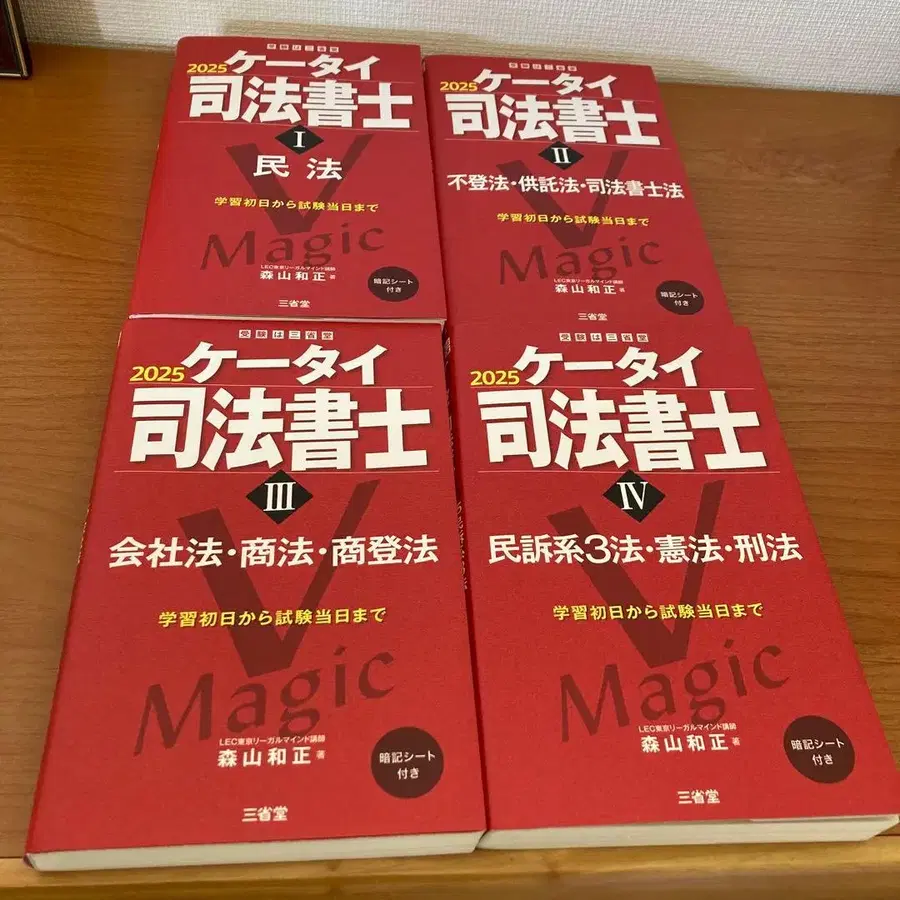 受験は三省堂
2025 ケータイ
司法書士
I
民法
学習初日から試験当日まで
V
Magic
LEC東京リーガルマインド講師
森山和正 著
暗記シート
付き
三省堂
受験は三省堂
2025 ケータイ
司法書士
II
不登法・供託法・司法書士法
学習初日から試験当日まで
V
Magic
LEC東京リーガルマインド講師
森山和正 著
暗記シート
付き
三省堂
受験は三省堂
2025 ケータイ
司法書士
III
会社法・商法・商登法
学習初日から試験当日まで
V
Magic
LEC東京リーガルマインド講師
森山和正 著
暗記シート
付き
三省堂
受験は三省堂
2025 ケータイ
司法書士
IV
民訴系3法・憲法・刑法
学習初日から試験当日まで
V
Magic
LEC東京リーガルマインド講師
森山和正 著
暗記シート
付き
三省堂